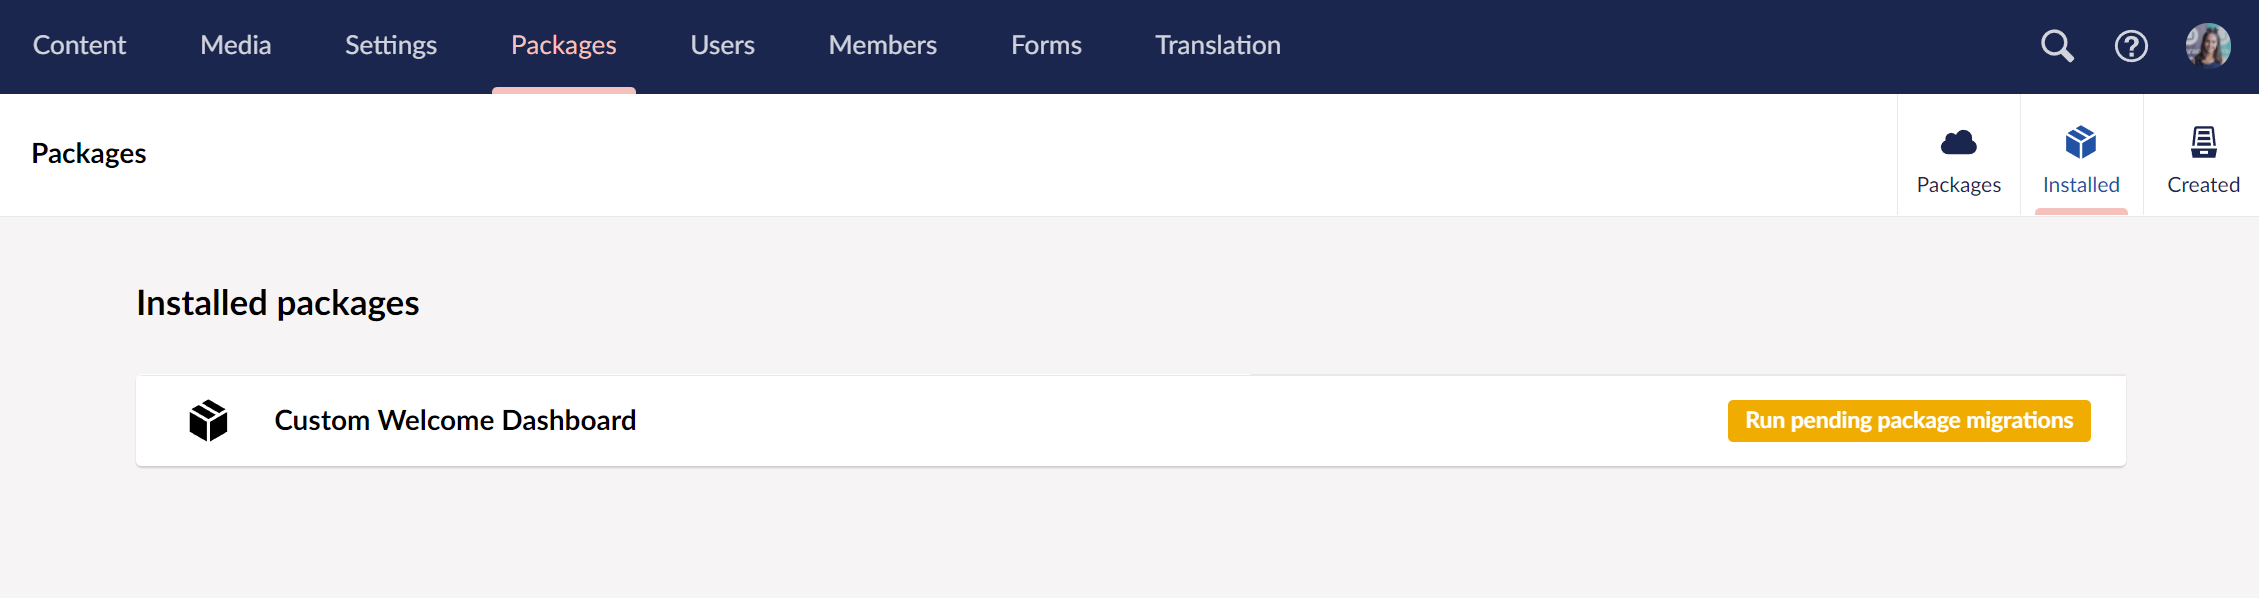 Content Media Settings Packages Users Members Forms Translation
Packages
Packages Installed Created
Installed packages
Custom Welcome Dashboard Run pending package migrations